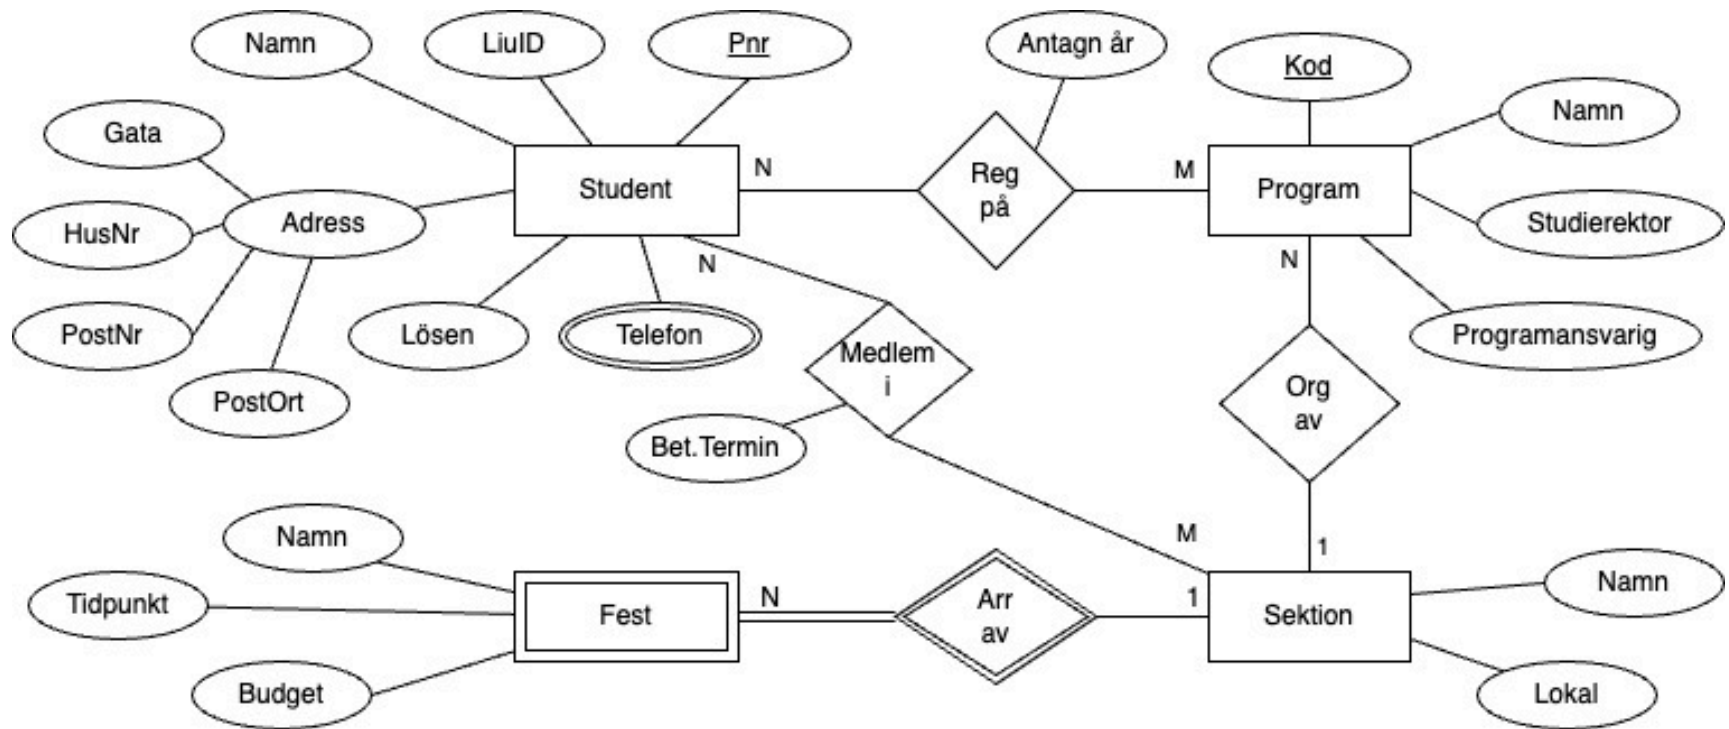 Namn
LiuID
Pnr
Antagn år
Kod
Namn
Gata
Student
N
Reg
på
M
Program
HusNr
Adress
Studierektor
N
N
PostNr
Lösen
Telefon
Medlem
i
Programansvarig
PostOrt
Org
av
Bet.Termin
Namn
M
1
Namn
Tidpunkt
Fest
N
Arr
av
1
Sektion
Budget
Lokal